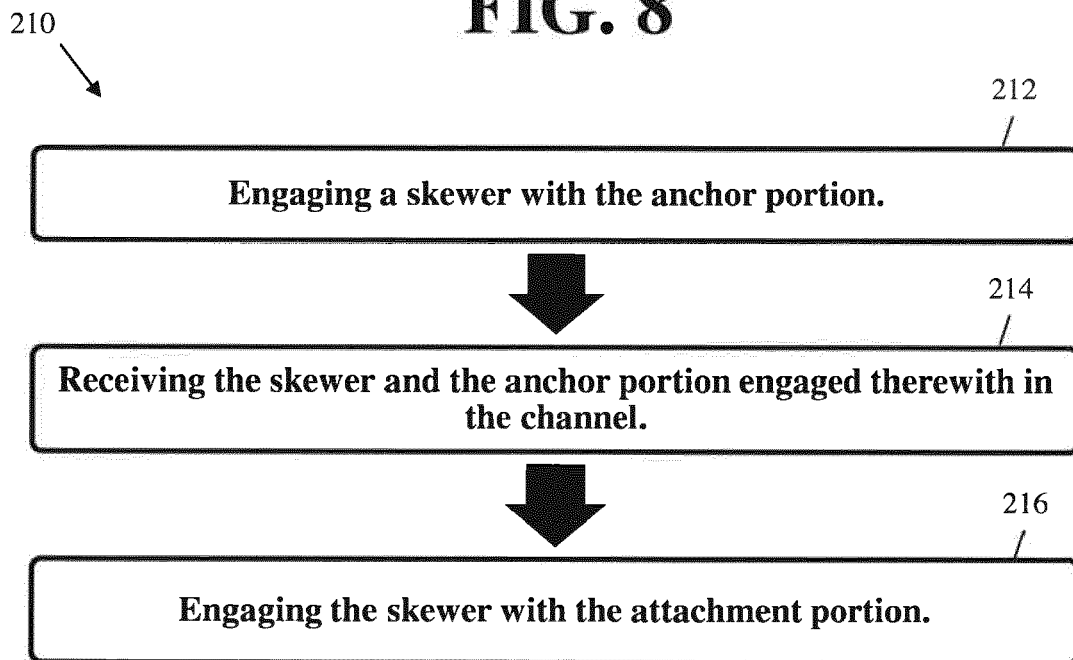 FIG. 8
210
212
Engaging a skewer with the anchor portion.
214
Receiving the skewer and the anchor portion engaged therewith in
the channel.
216
Engaging the skewer with the attachment portion.